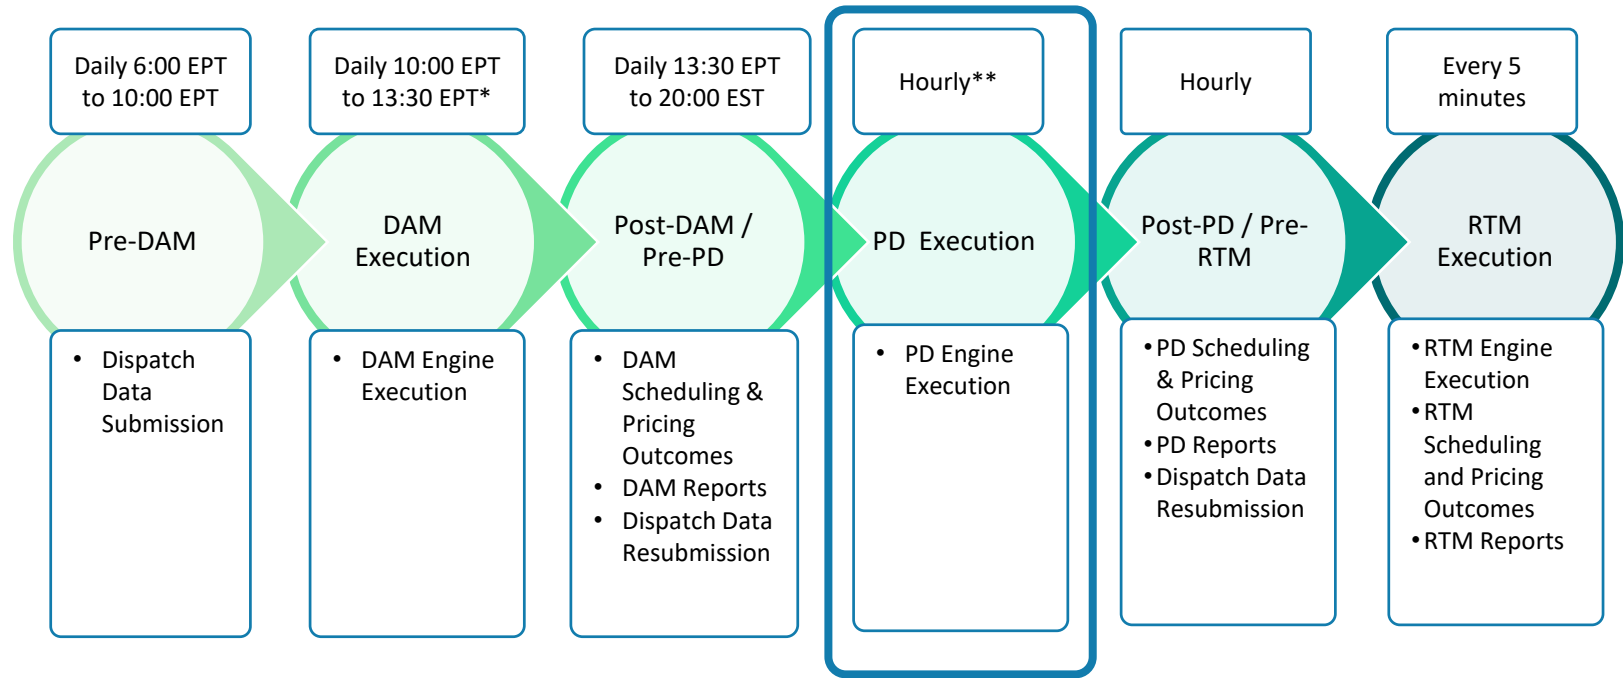 Daily 6:00 EPT
to 10:00 EPT
Pre-DAM
• Dispatch
Data
Submission
Daily 10:00 EPT
to 13:30 EPT*
DAM
Execution
• DAM Engine
Execution
Daily 13:30 EPT
to 20:00 EST
Post-DAM /
Pre-PD
• DAM
Scheduling &
Pricing
Outcomes
• DAM Reports
• Dispatch Data
Resubmission
Hourly**
PD Execution
• PD Engine
Execution
Hourly
Post-PD / Pre-
RTM
• PD Scheduling
& Pricing
Outcomes
• PD Reports
• Dispatch Data
Resubmission
Every 5
minutes
RTM
Execution
• RTM Engine
Execution
• RTM
Scheduling
and Pricing
Outcomes
• RTM Reports